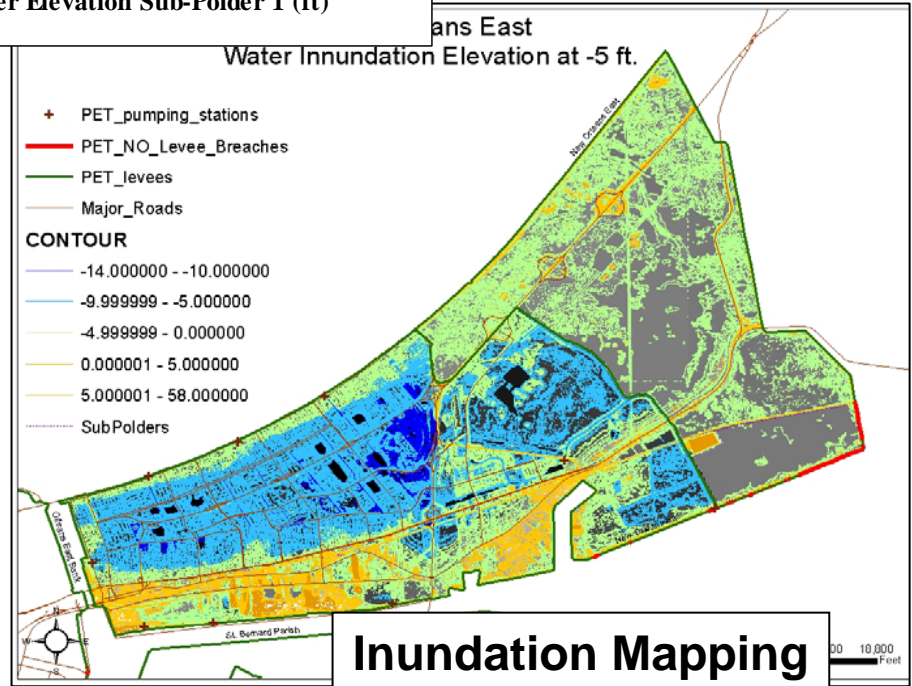 er Elevation Sub-Polder 1 (ft)
ans East
Water Innundation Elevation at -5 ft.
PET_pumping_stations
PET_NO_Levee_Breaches
PET_levees
Major_Roads
CONTOUR
-14.000000 - -10.000000
-9.999999 - -5.000000
-4.999999 - 0.000000
0.000001 - 5.000000
5.000001 - 58.000000
SubPolders
New Orleans East
Orleans East Bank
St. Bernard Parish
N
W
E
S
Inundation Mapping
00 10,000
Feet